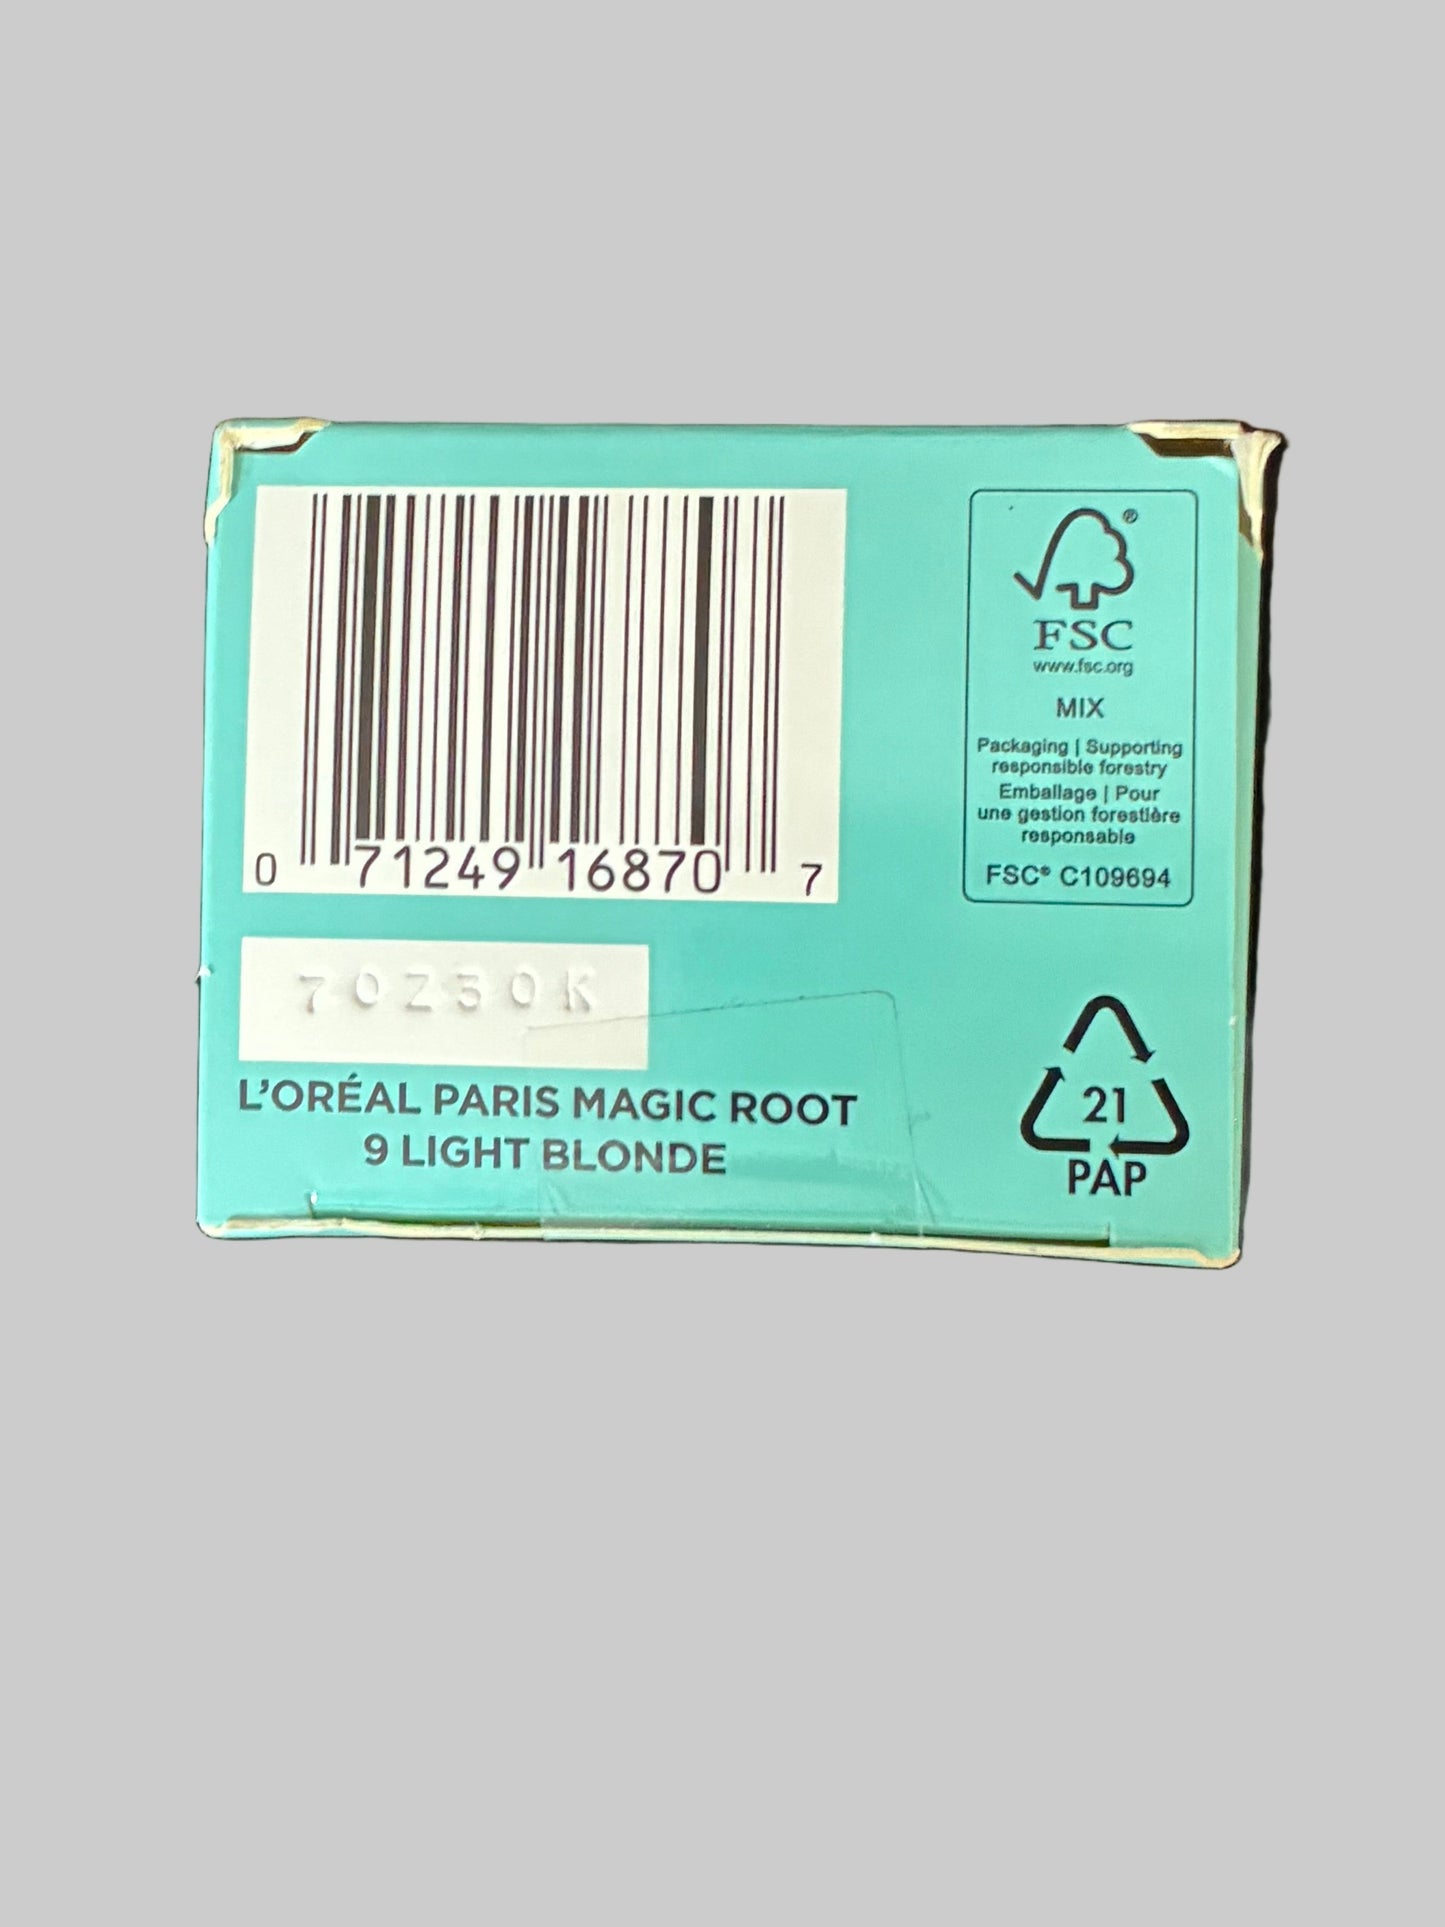 0 71249 16870 7
70Z30K
L'ORÉAL PARIS MAGIC ROOT
9 LIGHT BLONDE
®
FSC
www.fsc.org
MIX
Packaging | Supporting
responsible forestry
Emballage | Pour
une gestion forestière
responsable
FSC® C109694
21
PAP